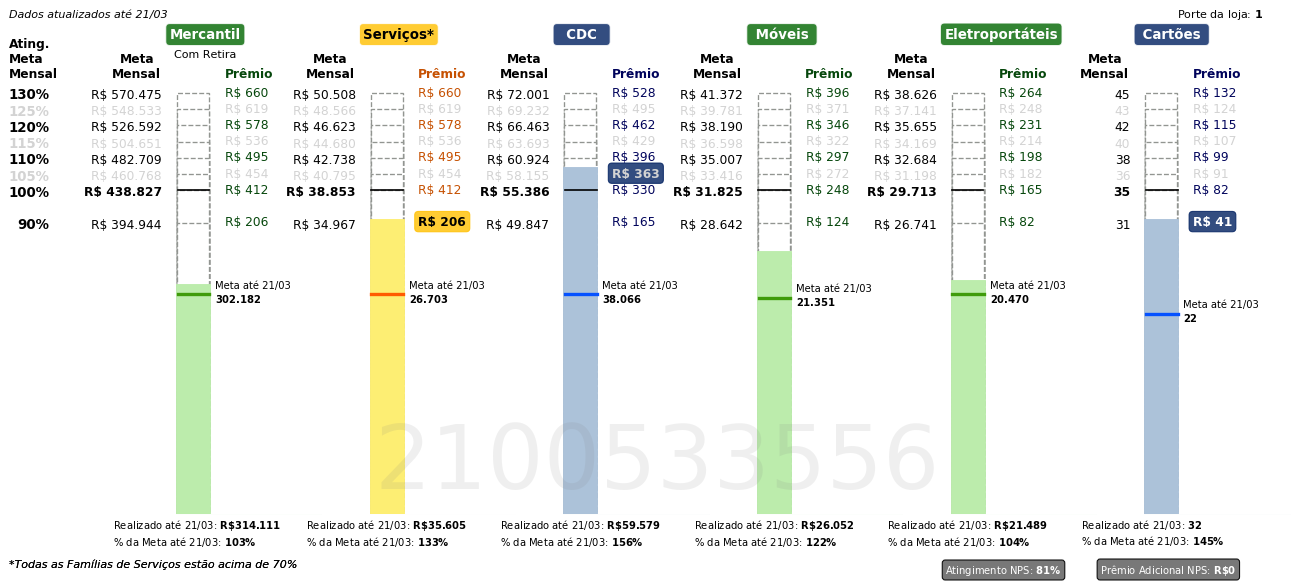 Dados atualizados até 21/03
Porte da loja: 1
Mercantil Serviços* CDC Móveis Eletroportáteis Cartões
Com Retira
Ating. Meta Mensal
Meta Mensal Prêmio Meta Mensal Prêmio Meta Mensal Prêmio Meta Mensal Prêmio Meta Mensal Prêmio Meta Mensal Prêmio
130% R$ 570.475 R$ 660 R$ 50.508 R$ 660 R$ 72.001 R$ 528 R$ 41.372 R$ 396 R$ 38.626 R$ 264 45 R$ 132
125% R$ 548.533 R$ 619 R$ 48.566 R$ 619 R$ 69.232 R$ 495 R$ 39.781 R$ 371 R$ 37.141 R$ 248 43 R$ 124
120% R$ 526.592 R$ 578 R$ 46.623 R$ 578 R$ 66.463 R$ 462 R$ 38.190 R$ 346 R$ 35.655 R$ 231 42 R$ 115
115% R$ 504.651 R$ 536 R$ 44.680 R$ 536 R$ 63.693 R$ 429 R$ 36.598 R$ 322 R$ 34.169 R$ 214 40 R$ 107
110% R$ 482.709 R$ 495 R$ 42.738 R$ 495 R$ 60.924 R$ 396 R$ 35.007 R$ 297 R$ 32.684 R$ 198 38 R$ 99
105% R$ 460.768 R$ 454 R$ 40.795 R$ 454 R$ 58.155 R$ 363 R$ 33.416 R$ 272 R$ 31.198 R$ 182 36 R$ 91
100% R$ 438.827 R$ 412 R$ 38.853 R$ 412 R$ 55.386 R$ 330 R$ 31.825 R$ 248 R$ 29.713 R$ 165 35 R$ 82
90% R$ 394.944 R$ 206 R$ 34.967 R$ 206 R$ 49.847 R$ 165 R$ 28.642 R$ 124 R$ 26.741 R$ 82 31 R$ 41
Meta até 21/03 Meta até 21/03 Meta até 21/03 Meta até 21/03 Meta até 21/03 Meta até 21/03
302.182 26.703 38.066 21.351 20.470 22
2100533556
Realizado até 21/03: R$314.111 Realizado até 21/03: R$35.605 Realizado até 21/03: R$59.579 Realizado até 21/03: R$26.052 Realizado até 21/03: R$21.489 Realizado até 21/03: 32
% da Meta até 21/03: 103% % da Meta até 21/03: 133% % da Meta até 21/03: 156% % da Meta até 21/03: 122% % da Meta até 21/03: 104% % da Meta até 21/03: 145%
*Todas as Famílias de Serviços estão acima de 70%
Atingimento NPS: 81% Prêmio Adicional NPS: R$0